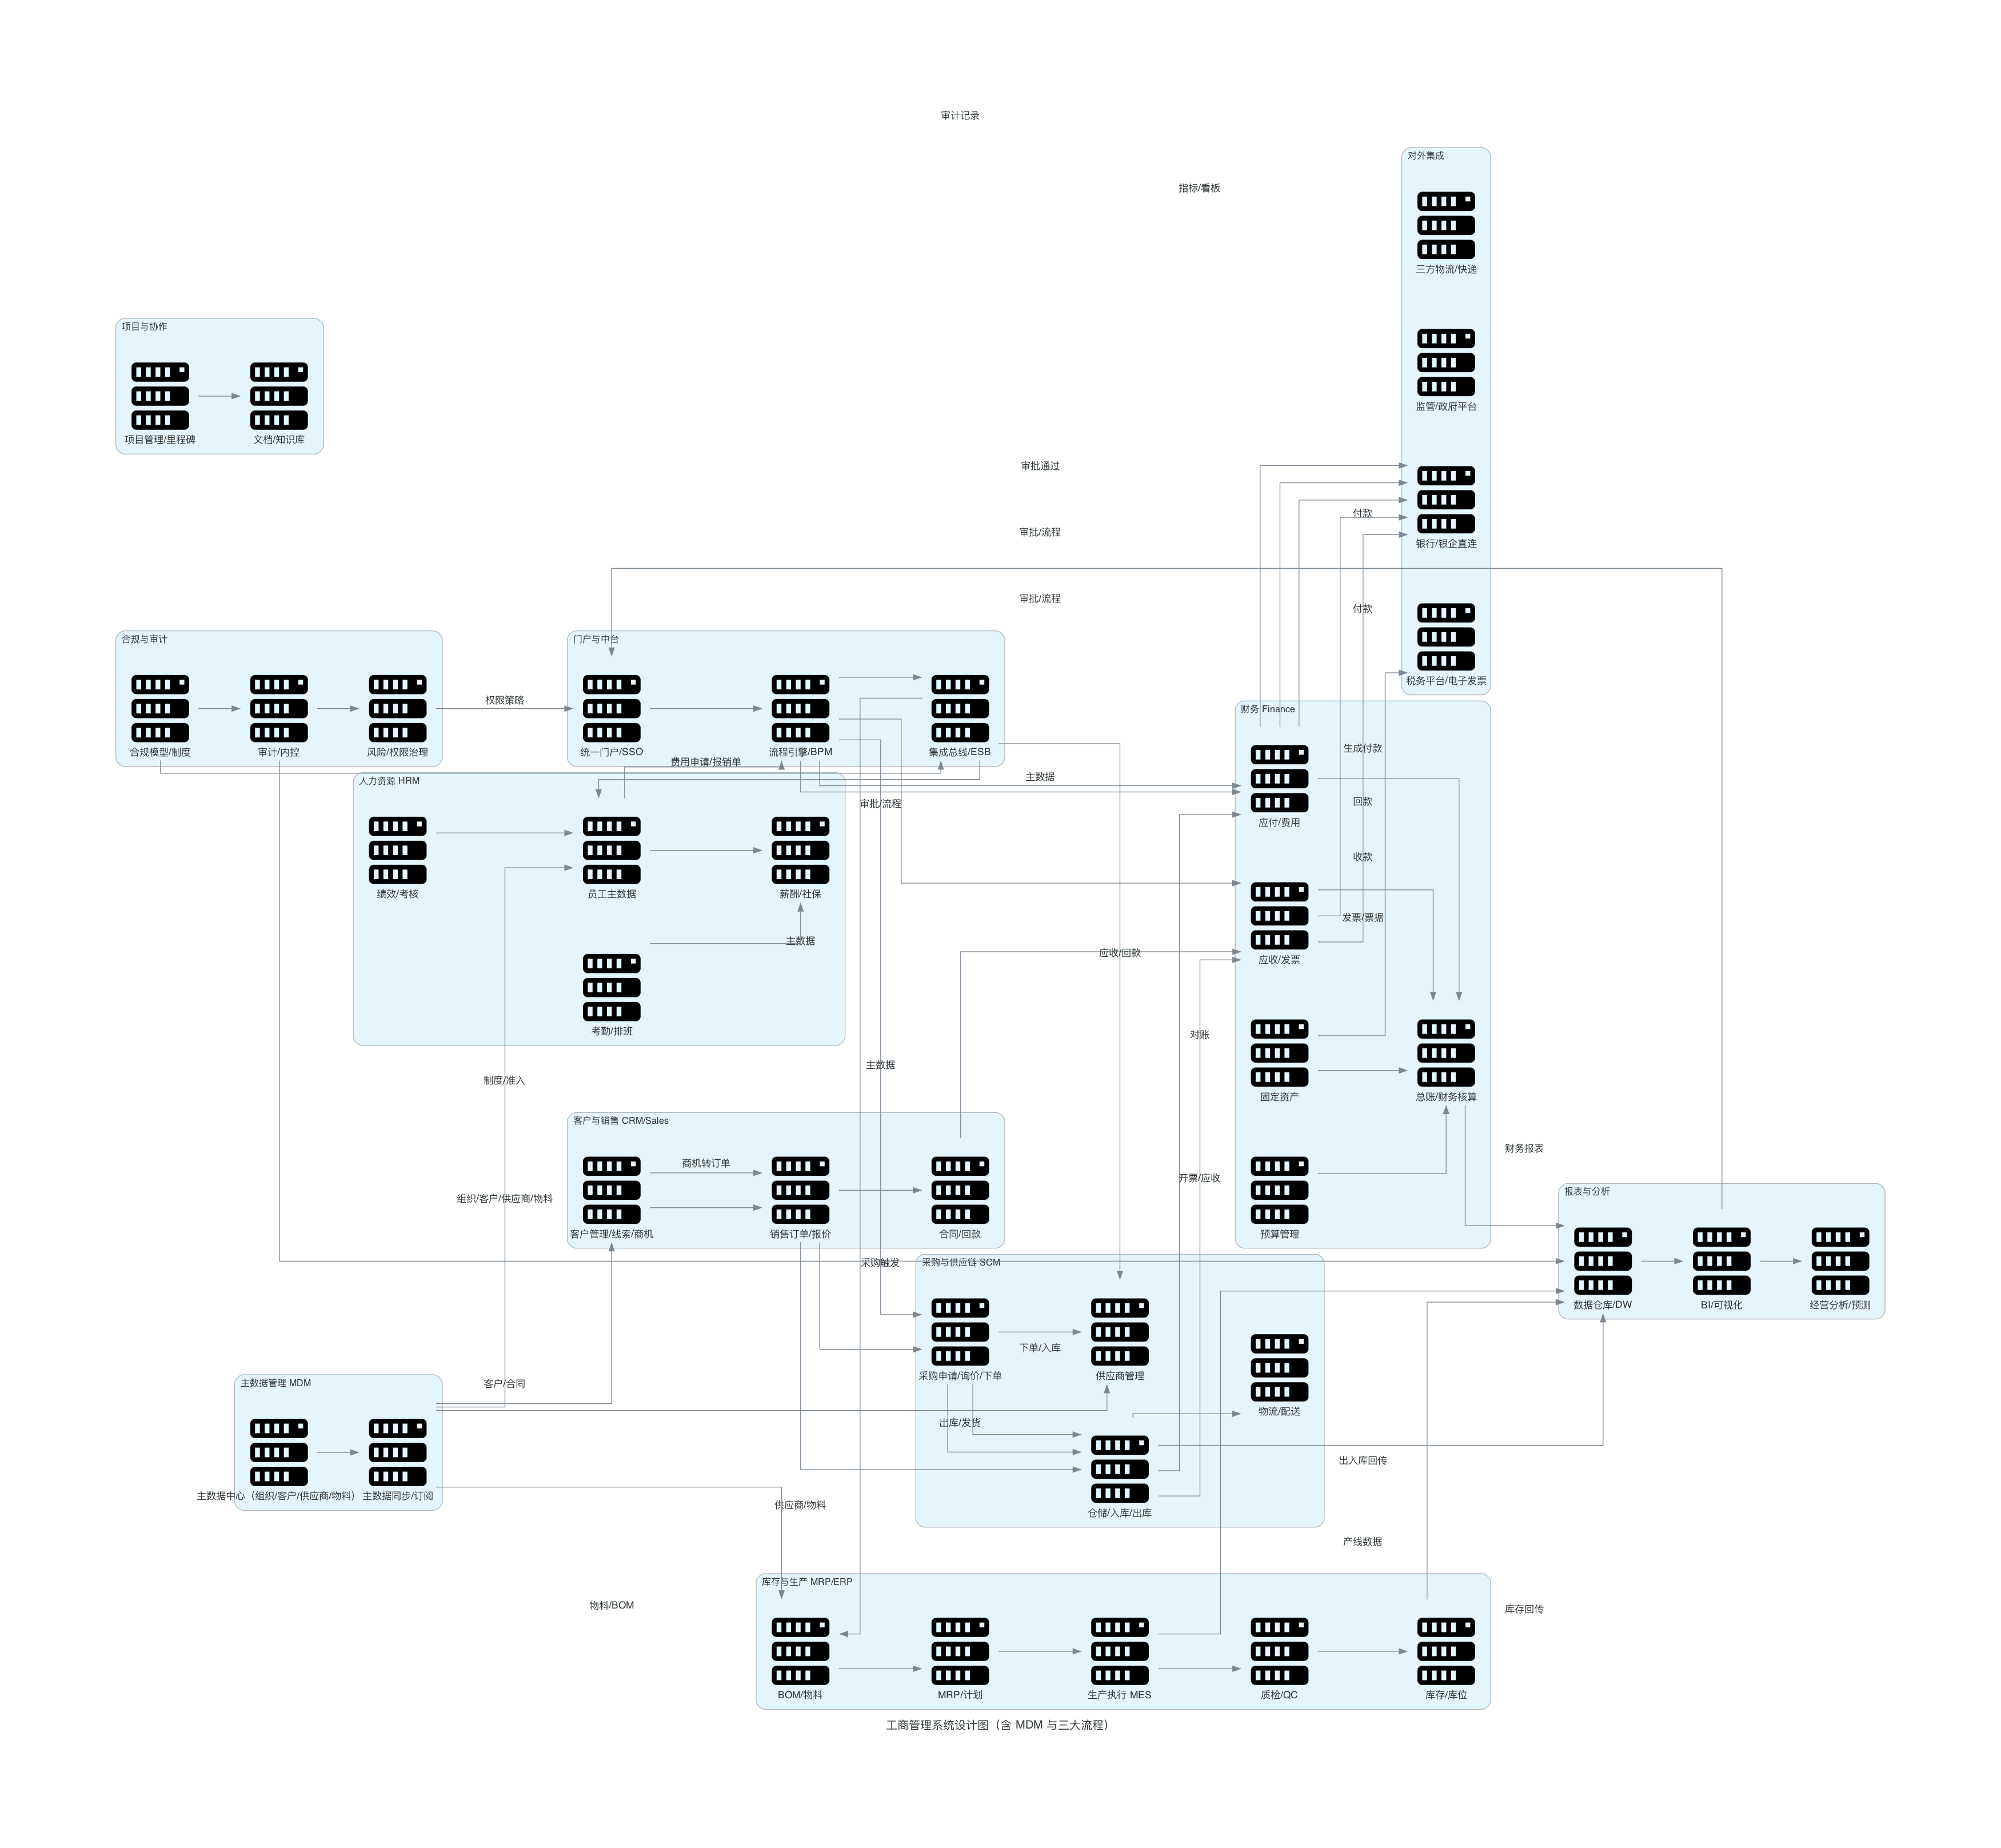 审计记录
对外集成
指标/看板
三方物流/快递
项目与协作
监管/政府平台
项目管理/里程碑
文档/知识库
审批通过
付款
审批/流程
银行/银企直连
审批/流程
付款
合规与审计
门户与中台
税务平台/电子发票
权限策略
财务 Finance
合规模型/制度
审计/内控
风险/权限治理
统一门户/SSO
流程引擎/BPM
集成总线/ESB
生成付款
费用申请/报销单
人力资源 HRM
主数据
审批/流程
回款
应付/费用
收款
绩效/考核
员工主数据
薪酬/社保
发票/票据
主数据
应收/回款
应收/发票
考勤/排班
对账
主数据
制度/准入
固定资产
总账/财务核算
客户与销售 CRM/Sales
财务报表
商机转订单
开票/应收
报表与分析
组织/客户/供应商/物料
客户管理/线索/商机
销售订单/报价
合同/回款
预算管理
采购触发
采购与供应链 SCM
数据仓库/DW
BI/可视化
经营分析/预测
下单/入库
采购申请/询价/下单
供应商管理
主数据管理 MDM
客户/合同
物流/配送
出库/发货
出入库回传
主数据中心（组织/客户/供应商/物料）
主数据同步/订阅
供应商/物料
仓储/入库/出库
产线数据
库存与生产 MRP/ERP
物料/BOM
库存回传
BOM/物料
MRP/计划
生产执行 MES
质检/QC
库存/库位
工商管理系统设计图（含 MDM 与三大流程）